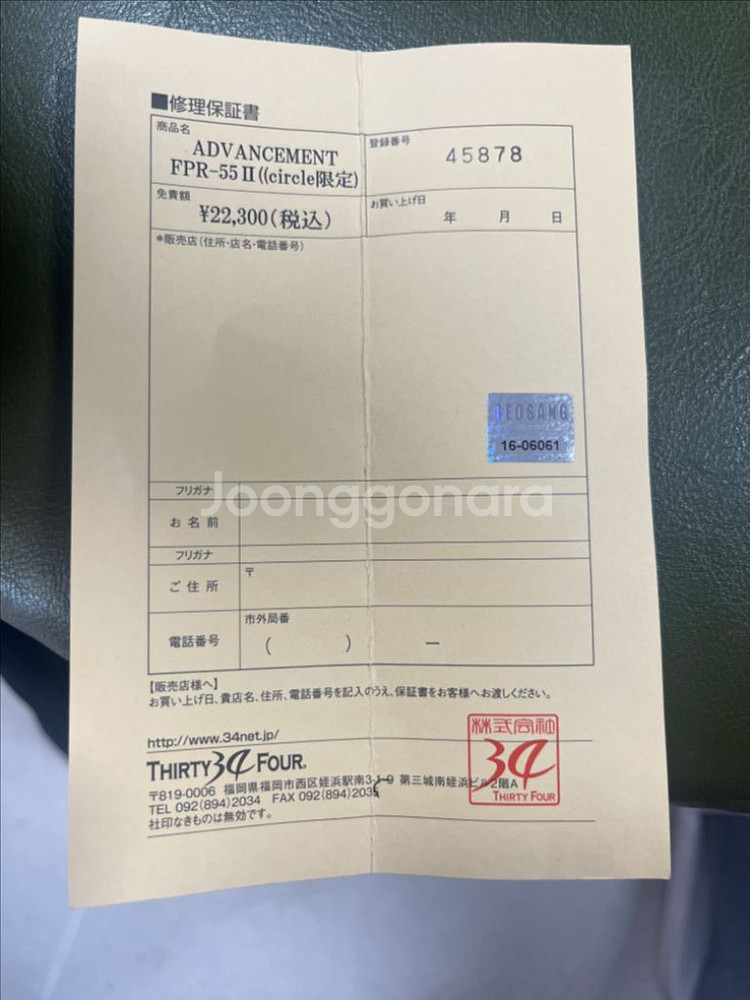 ■修理保証書
商品名
ADVANCEMENT
FPR-55Ⅱ((circle限定)
登録番号
45878
免責額
¥22,300(税込)
お買い上げ日
年 月 日
*販売店(住所・店名・電話番号)
16-06061
フリガナ
Joonggonara
お名前
フリガナ
ご住所
〒
電話番号
市外局番
( ) ー
【販売店様へ】
お買い上げ日、貴店名、住所、電話番号を記入のうえ、保証書をお客様へお渡しください。
http://www.34net.jp/
THIRTY 34 FOUR®
株式会社
34
THIRTY FOUR
〒819-0006 福岡県福岡市西区姪浜駅南3-1-9 第三城南姪浜ビル2階A
TEL 092(894)2034 FAX 092(894)2035
社印なきものは無効です。